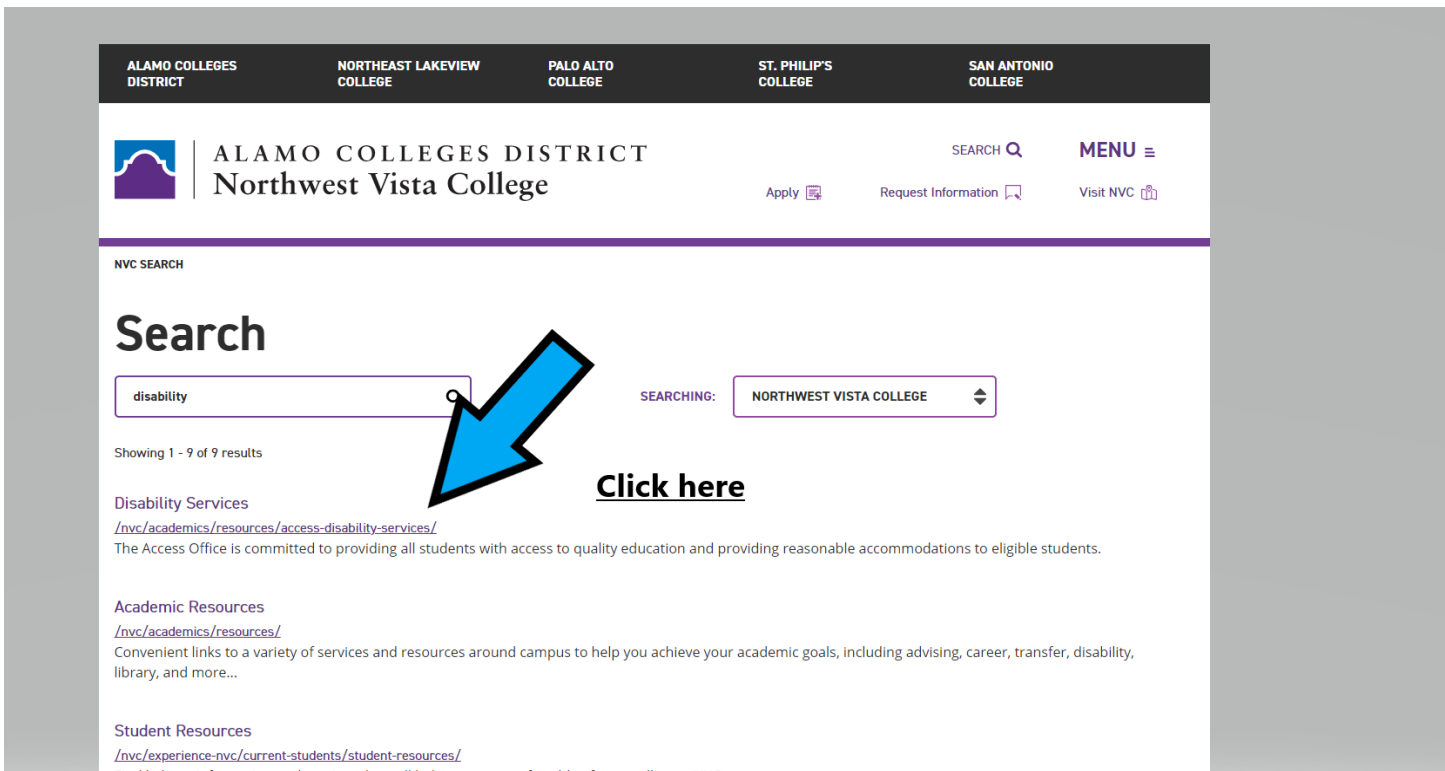 ALAMO COLLEGES DISTRICT
NORTHEAST LAKEVIEW COLLEGE
PALO ALTO COLLEGE
ST. PHILIP'S COLLEGE
SAN ANTONIO COLLEGE
ALAMO COLLEGES DISTRICT
Northwest Vista College
SEARCH
MENU
Apply
Request Information
Visit NVC
NVC SEARCH
Search
disability
SEARCHING:
NORTHWEST VISTA COLLEGE
Showing 1 - 9 of 9 results
Click here
Disability Services
/nvc/academics/resources/access-disability-services/
The Access Office is committed to providing all students with access to quality education and providing reasonable accommodations to eligible students.
Academic Resources
/nvc/academics/resources/
Convenient links to a variety of services and resources around campus to help you achieve your academic goals, including advising, career, transfer, disability,
library, and more...
Student Resources
/nvc/experience-nvc/current-students/student-resources/